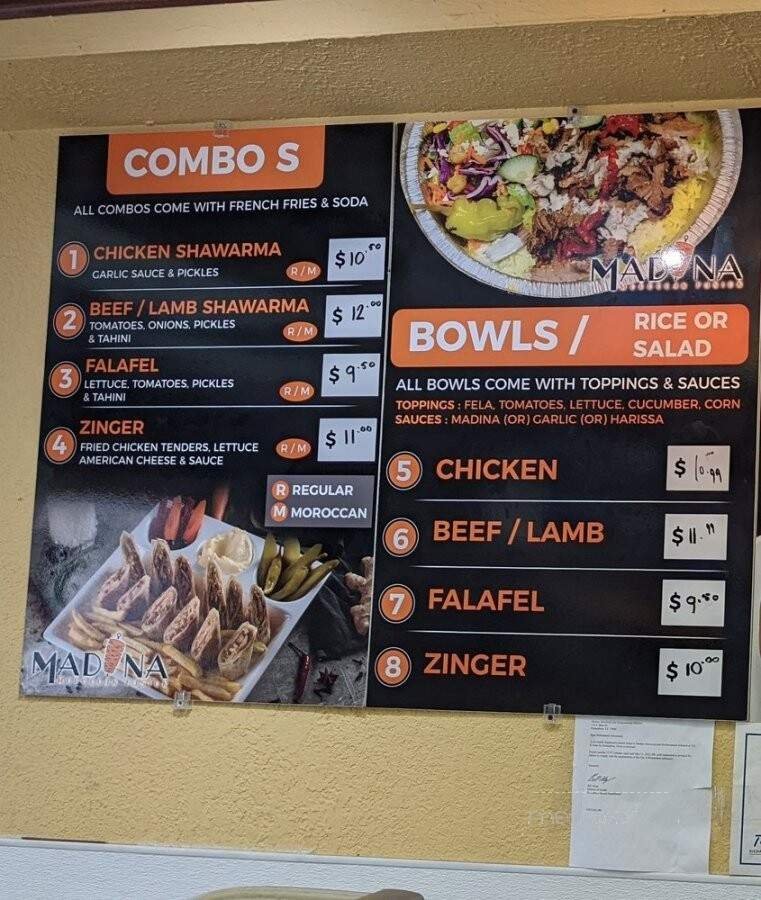 COMBO S
ALL COMBOS COME WITH FRENCH FRIES & SODA
1 CHICKEN SHAWARMA
GARLIC SAUCE & PICKLES
R / M
$10.50
2 BEEF / LAMB SHAWARMA
TOMATOES, ONIONS, PICKLES
& TAHINI
R / M
$12.00
3 FALAFEL
LETTUCE, TOMATOES, PICKLES
& TAHINI
R / M
$9.50
4 ZINGER
FRIED CHICKEN TENDERS, LETTUCE
AMERICAN CHEESE & SAUCE
R / M
$11.00
R REGULAR
M MOROCCAN
MADINA
MADINA
BOWLS /
RICE OR
SALAD
ALL BOWLS COME WITH TOPPINGS & SAUCES
TOPPINGS : FELA, TOMATOES, LETTUCE, CUCUMBER, CORN
SAUCES : MADINA (OR) GARLIC (OR) HARISSA
5 CHICKEN
$10.99
6 BEEF / LAMB
$11."
7 FALAFEL
$9.50
8 ZINGER
$10.00